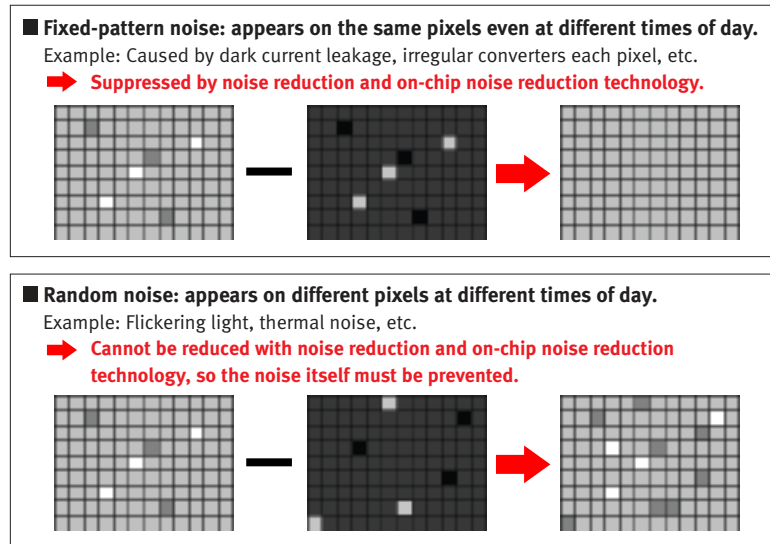 ■ Fixed-pattern noise: appears on the same pixels even at different times of day.
Example: Caused by dark current leakage, irregular converters each pixel, etc.
Suppressed by noise reduction and on-chip noise reduction technology.
■ Random noise: appears on different pixels at different times of day.
Example: Flickering light, thermal noise, etc.
Cannot be reduced with noise reduction and on-chip noise reduction
technology, so the noise itself must be prevented.